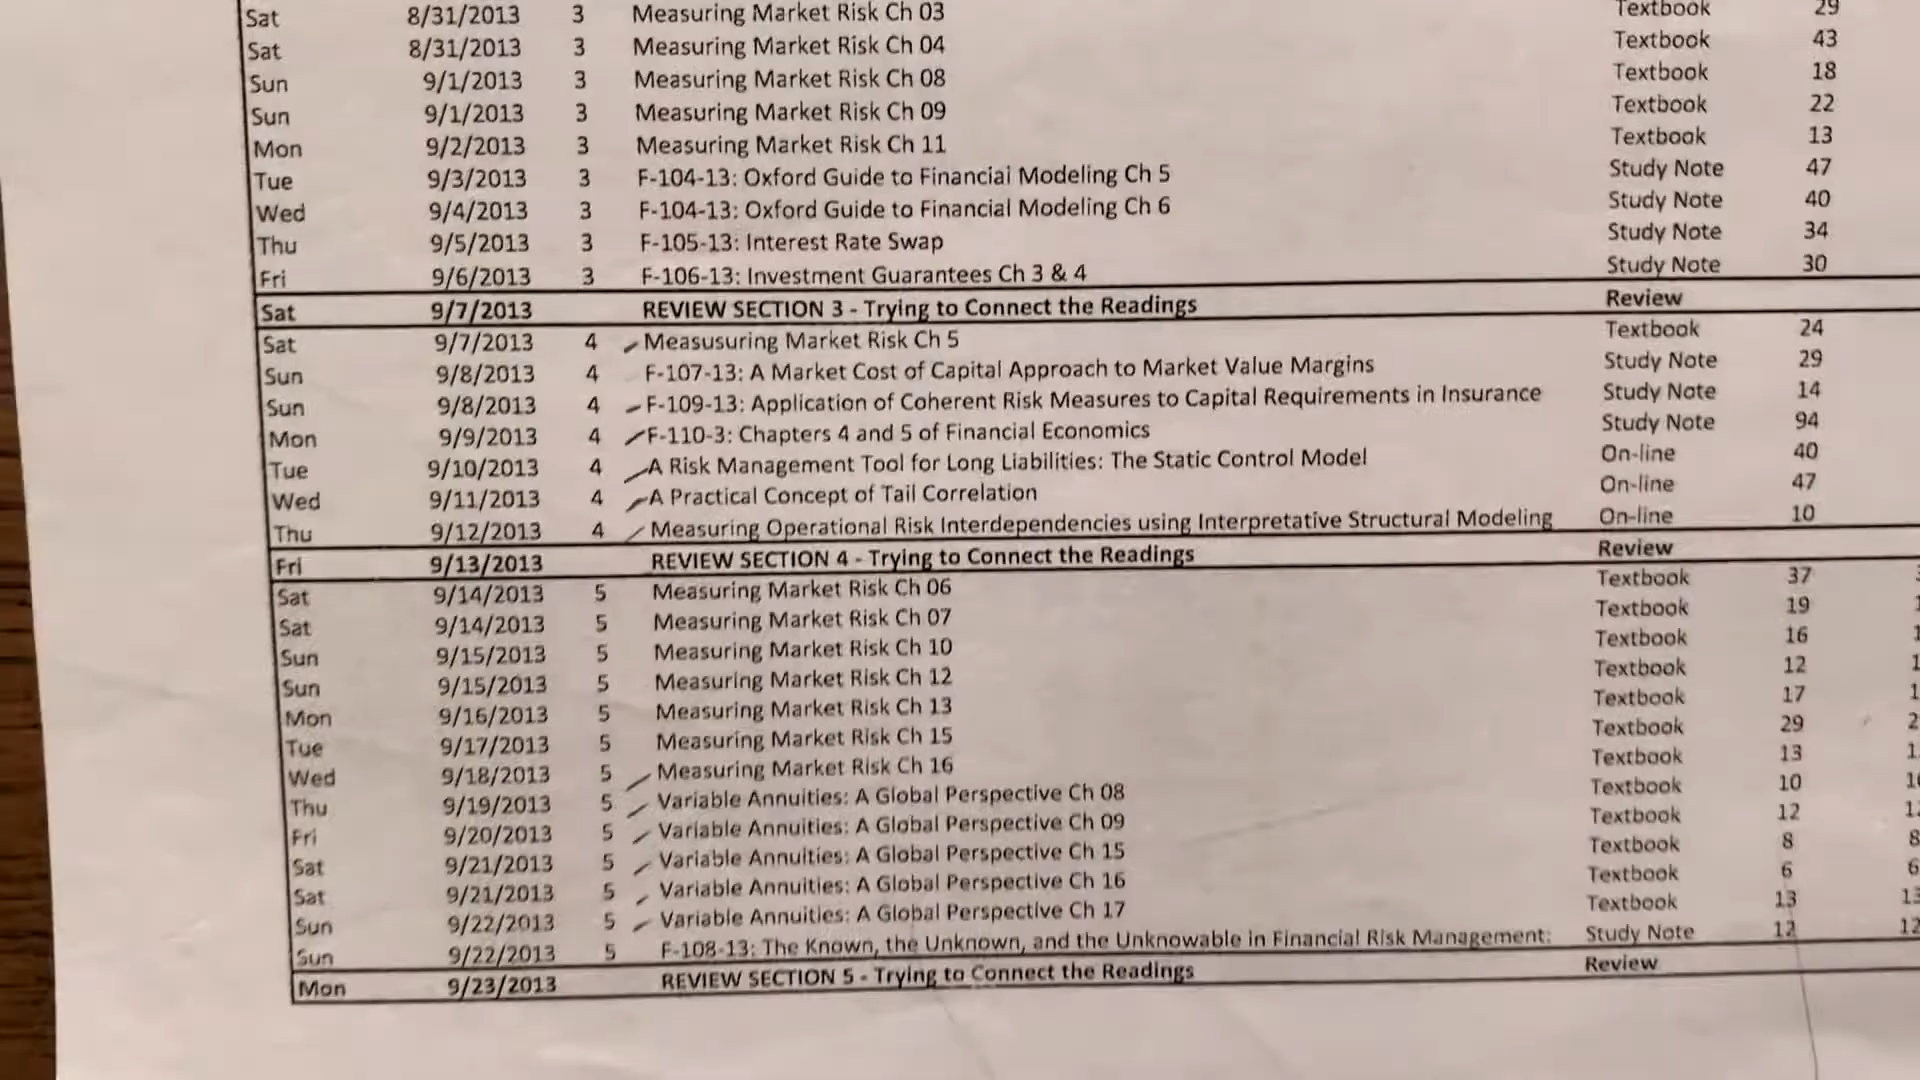 Sat 8/31/2013 3 Measuring Market Risk Ch 03 Textbook 29
Sat 8/31/2013 3 Measuring Market Risk Ch 04 Textbook 43
Sun 9/1/2013 3 Measuring Market Risk Ch 08 Textbook 18
Sun 9/1/2013 3 Measuring Market Risk Ch 09 Textbook 22
Mon 9/2/2013 3 Measuring Market Risk Ch 11 Textbook 13
Tue 9/3/2013 3 F-104-13: Oxford Guide to Financial Modeling Ch 5 Study Note 47
Wed 9/4/2013 3 F-104-13: Oxford Guide to Financial Modeling Ch 6 Study Note 40
Thu 9/5/2013 3 F-105-13: Interest Rate Swap Study Note 34
Fri 9/6/2013 3 F-106-13: Investment Guarantees Ch 3 & 4 Study Note 30
Sat 9/7/2013 REVIEW SECTION 3 - Trying to Connect the Readings Review
Sat 9/7/2013 4 Measusuring Market Risk Ch 5 Textbook 24
Sun 9/8/2013 4 F-107-13: A Market Cost of Capital Approach to Market Value Margins Study Note 29
Sun 9/8/2013 4 F-109-13: Application of Coherent Risk Measures to Capital Requirements in Insurance Study Note 14
Mon 9/9/2013 4 F-110-3: Chapters 4 and 5 of Financial Economics Study Note 94
Tue 9/10/2013 4 A Risk Management Tool for Long Liabilities: The Static Control Model On-line 40
Wed 9/11/2013 4 A Practical Concept of Tail Correlation On-line 47
Thu 9/12/2013 4 Measuring Operational Risk Interdependencies using Interpretative Structural Modeling On-line 10
Fri 9/13/2013 REVIEW SECTION 4 - Trying to Connect the Readings Review
Sat 9/14/2013 5 Measuring Market Risk Ch 06 Textbook 37
Sat 9/14/2013 5 Measuring Market Risk Ch 07 Textbook 19
Sun 9/15/2013 5 Measuring Market Risk Ch 10 Textbook 16
Sun 9/15/2013 5 Measuring Market Risk Ch 12 Textbook 12
Mon 9/16/2013 5 Measuring Market Risk Ch 13 Textbook 17
Tue 9/17/2013 5 Measuring Market Risk Ch 15 Textbook 29
Wed 9/18/2013 5 Measuring Market Risk Ch 16 Textbook 13
Thu 9/19/2013 5 Variable Annuities: A Global Perspective Ch 08 Textbook 10
Fri 9/20/2013 5 Variable Annuities: A Global Perspective Ch 09 Textbook 12
Sat 9/21/2013 5 Variable Annuities: A Global Perspective Ch 15 Textbook 8 8
Sat 9/21/2013 5 Variable Annuities: A Global Perspective Ch 16 Textbook 6 6
Sun 9/22/2013 5 Variable Annuities: A Global Perspective Ch 17 Textbook 13 13
Sun 9/22/2013 5 F-108-13: The Known, the Unknown, and the Unknowable in Financial Risk Management: Study Note 12 12
Mon 9/23/2013 REVIEW SECTION 5 - Trying to Connect the Readings Review